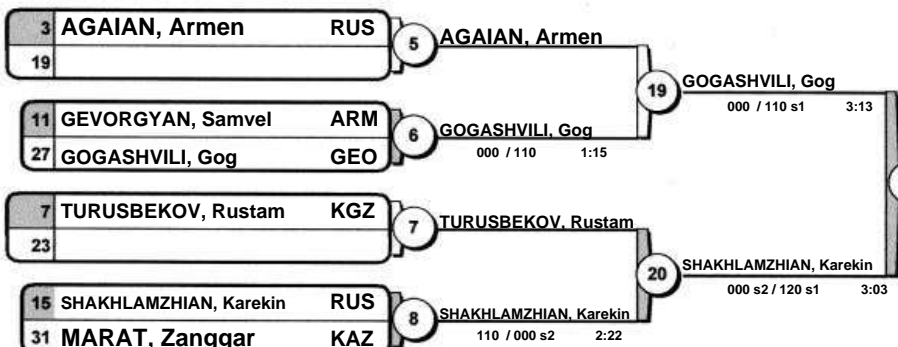 3 AGAIAN, Armen RUS
19
5
AGAIAN, Armen
11 GEVORGYAN, Samvel ARM
27 GOGASHVILI, Gog GEO
6
GOGASHVILI, Gog
000 / 110 1:15
19
GOGASHVILI, Gog
000 / 110 s1 3:13
7 TURUSBEKOV, Rustam KGZ
23
7
TURUSBEKOV, Rustam
15 SHAKHLAMZHIAN, Karekin RUS
31 MARAT, Zanggar KAZ
8
SHAKHLAMZHIAN, Karekin
110 / 000 s2 2:22
20
SHAKHLAMZHIAN, Karekin
000 s2 / 120 s1 3:03